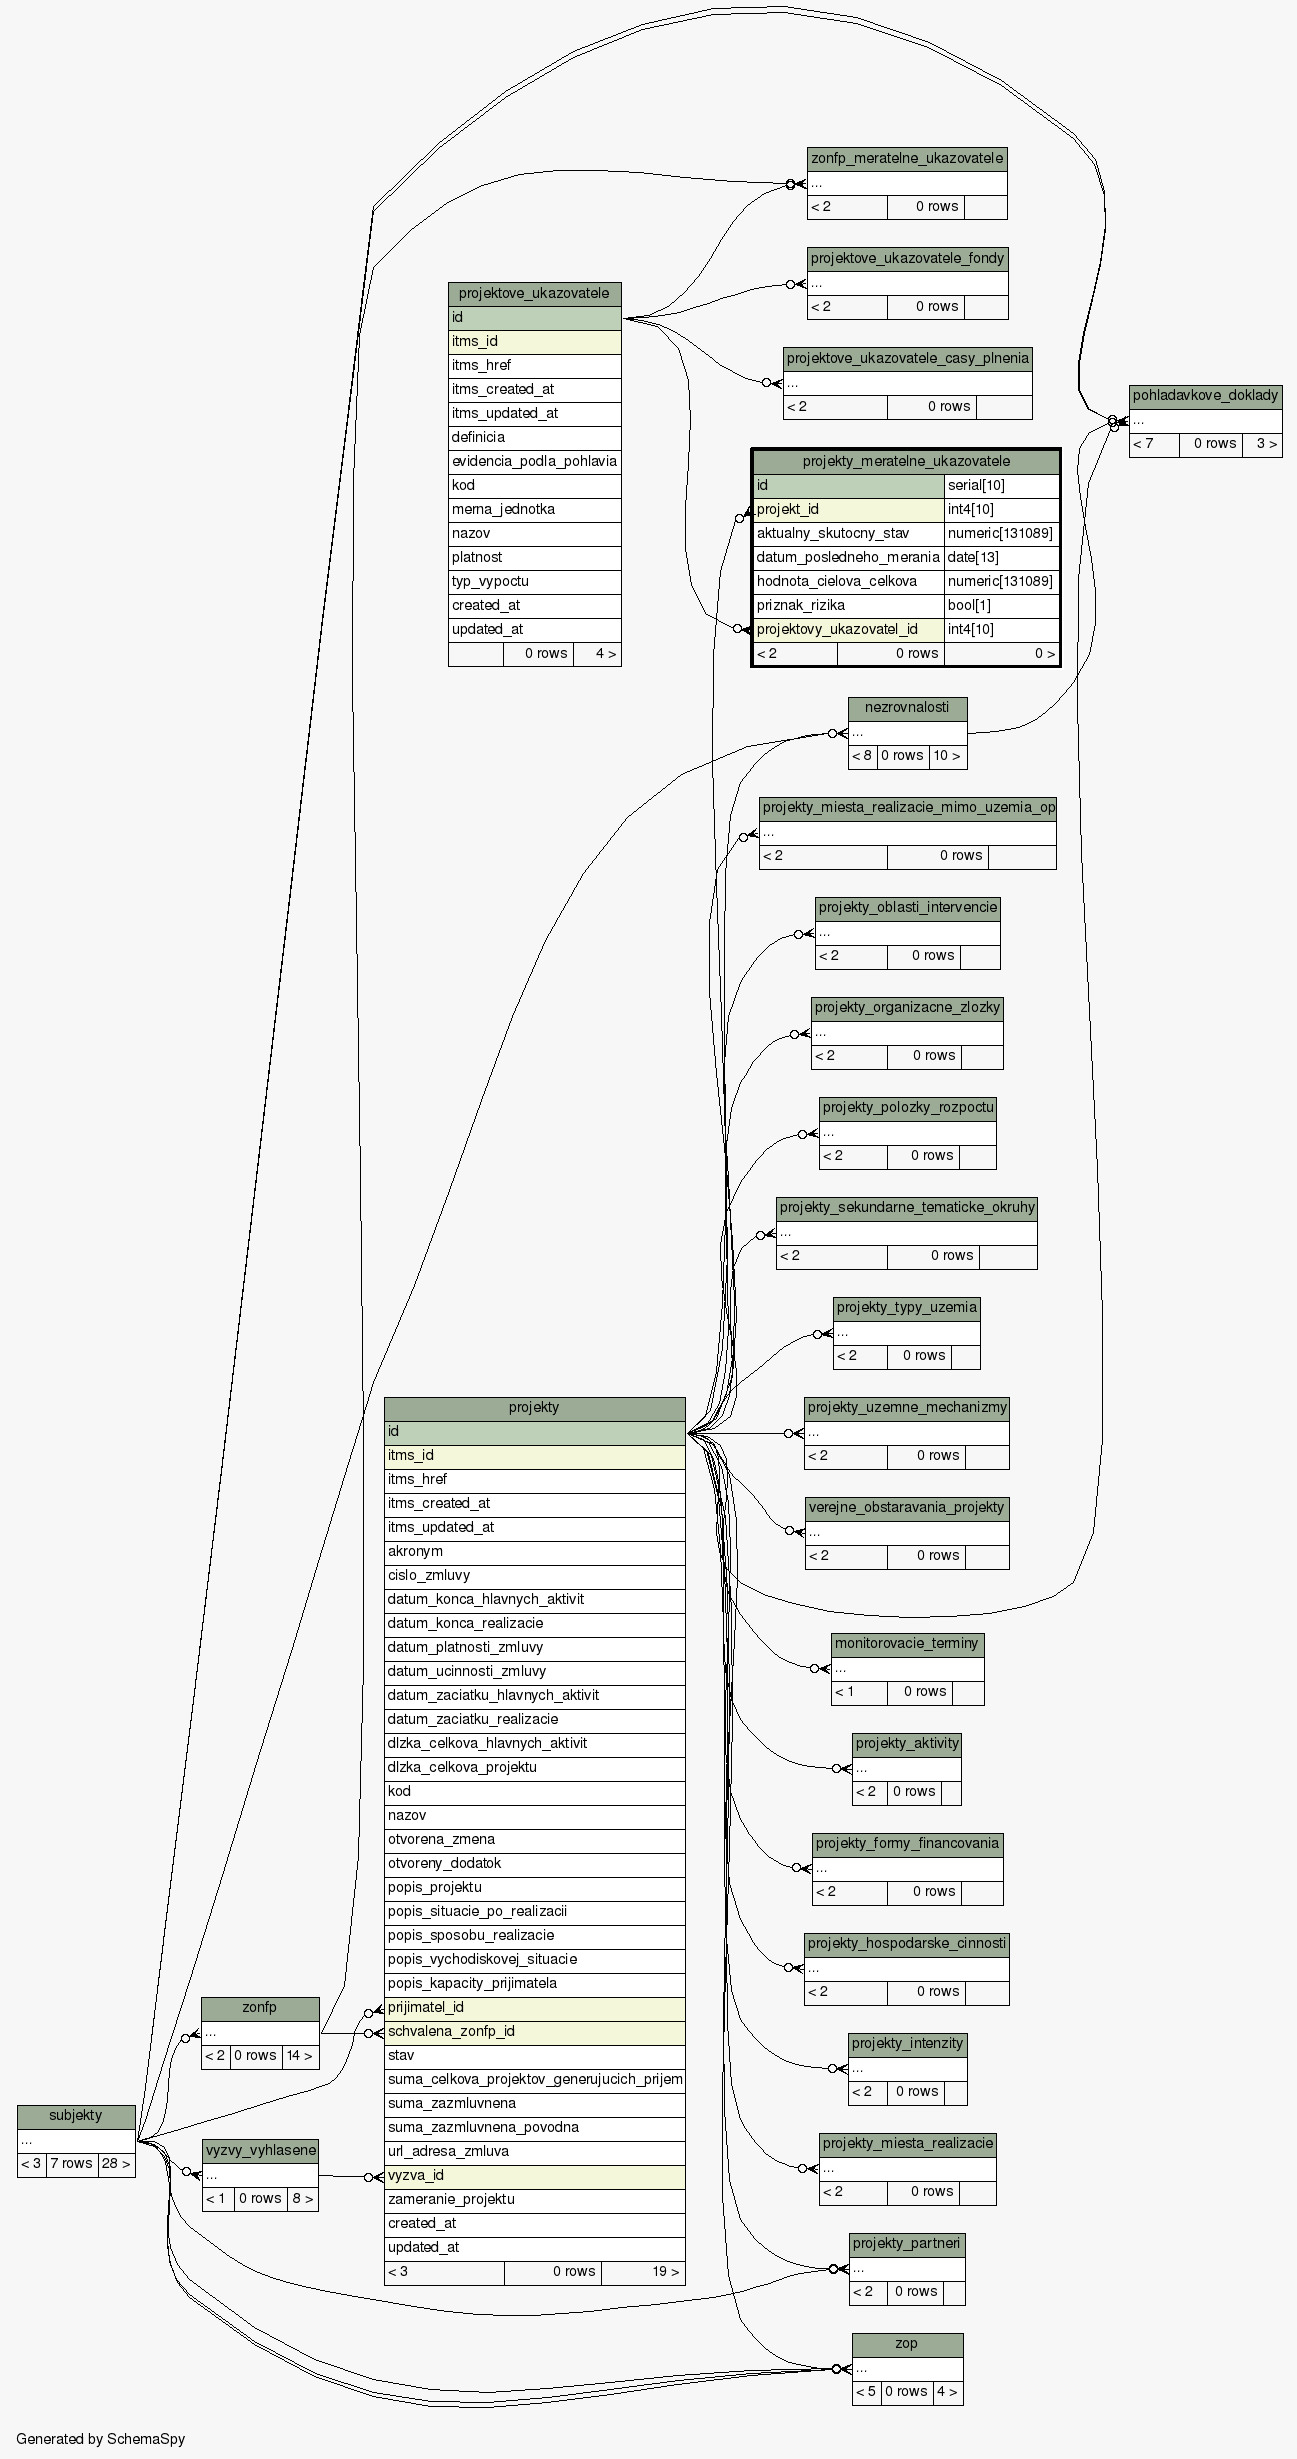 zonfp_meratelne_ukazovatele
...
< 2 0 rows
projektove_ukazovatele_fondy
...
< 2 0 rows
projektove_ukazovatele
id
itms_id
itms_href
itms_created_at
itms_updated_at
definicia
evidencia_podla_pohlavia
kod
merna_jednotka
nazov
platnost
typ_vypoctu
created_at
updated_at
0 rows 4 >
projektove_ukazovatele_casy_plnenia
...
< 2 0 rows
pohladavkove_doklady
...
< 7 0 rows 3 >
projekty_meratelne_ukazovatele
id serial[10]
projekt_id int4[10]
aktualny_skutocny_stav numeric[131089]
datum_posledneho_merania date[13]
hodnota_cielova_celkova numeric[131089]
priznak_rizika bool[1]
projektovy_ukazovatel_id int4[10]
< 2 0 rows 0 >
nezrovnalosti
...
< 8 0 rows 10 >
projekty_miesta_realizacie_mimo_uzemia_op
...
< 2 0 rows
projekty_oblasti_intervencie
...
< 2 0 rows
projekty_organizacne_zlozky
...
< 2 0 rows
projekty_polozky_rozpoctu
...
< 2 0 rows
projekty_sekundarne_tematicke_okruhy
...
< 2 0 rows
projekty_typy_uzemia
...
< 2 0 rows
projekty_uzemne_mechanizmy
...
< 2 0 rows
verejne_obstaravania_projekty
...
< 2 0 rows
projekty
id
itms_id
itms_href
itms_created_at
itms_updated_at
akronym
cislo_zmluvy
datum_konca_hlavnych_aktivit
datum_konca_realizacie
datum_platnosti_zmluvy
datum_ucinnosti_zmluvy
datum_zaciatku_hlavnych_aktivit
datum_zaciatku_realizacie
dlzka_celkova_hlavnych_aktivit
dlzka_celkova_projektu
kod
nazov
otvorena_zmena
otvoreny_dodatok
popis_projektu
popis_situacie_po_realizacii
popis_sposobu_realizacie
popis_vychodiskovej_situacie
popis_kapacity_prijimatela
prijimatel_id
schvalena_zonfp_id
stav
suma_celkova_projektov_generujucich_prijem
suma_zazmluvnena
suma_zazmluvnena_povodna
url_adresa_zmluva
vyzva_id
zameranie_projektu
created_at
updated_at
< 3 0 rows 19 >
monitorovacie_terminy
...
< 1 0 rows
projekty_aktivity
...
< 2 0 rows
projekty_formy_financovania
...
< 2 0 rows
projekty_hospodarske_cinnosti
...
< 2 0 rows
zonfp
...
< 2 0 rows 14 >
projekty_intenzity
...
< 2 0 rows
subjekty
...
< 3 7 rows 28 >
vyzvy_vyhlasene
...
< 1 0 rows 8 >
projekty_miesta_realizacie
...
< 2 0 rows
projekty_partneri
...
< 2 0 rows
zop
...
< 5 0 rows 4 >
Generated by SchemaSpy